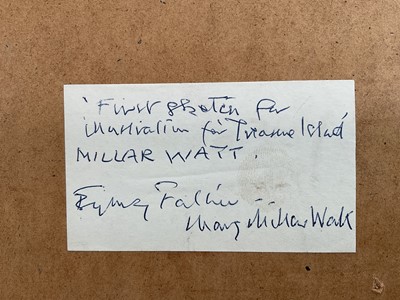 'First sketch for
illustration for Treasure Island'
MILLAR WATT.
By my Father
Mary Millar Watt